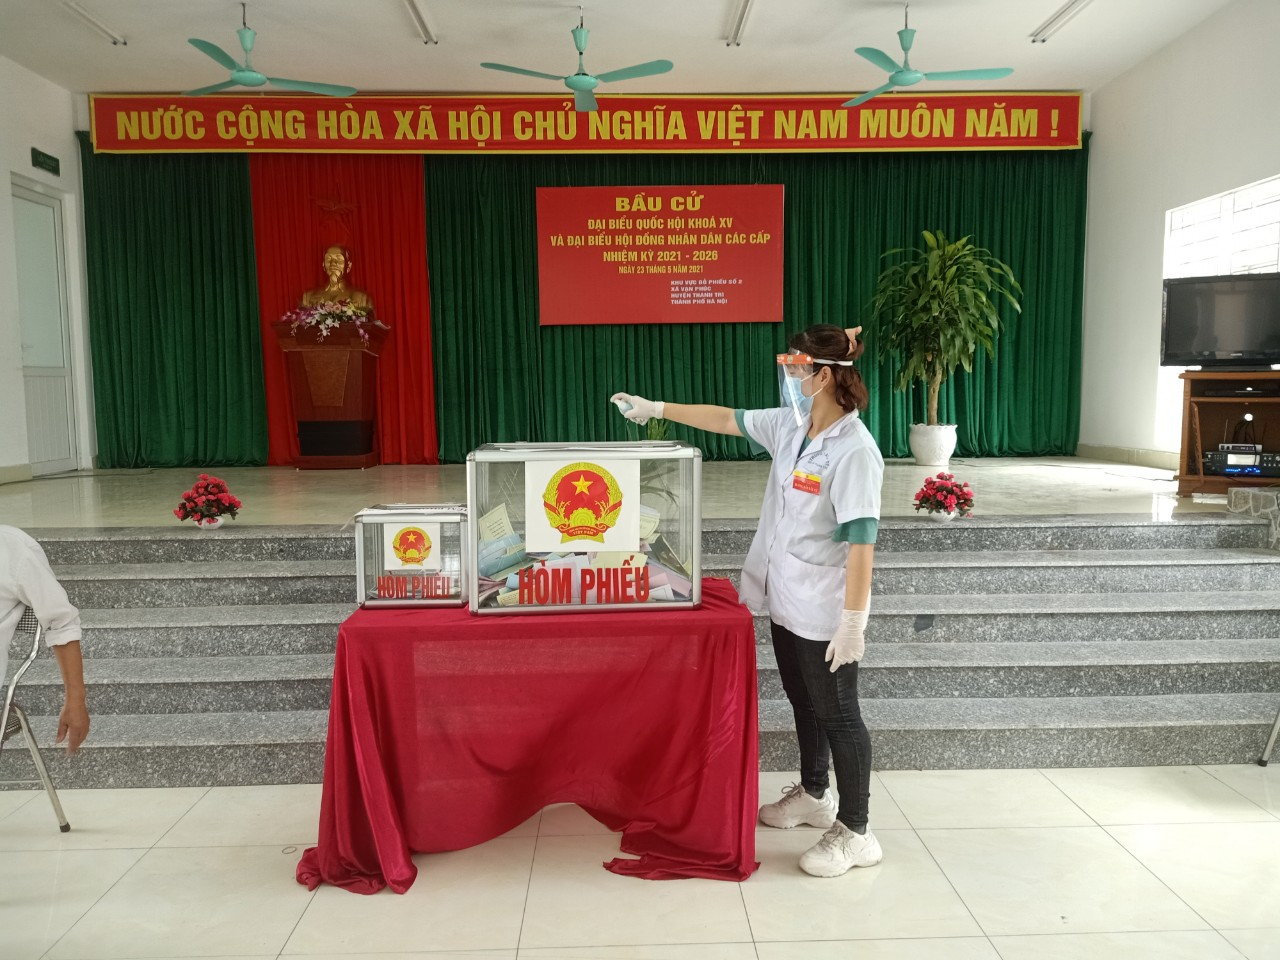 NƯỚC CỘNG HÒA XÃ HỘI CHỦ NGHĨA VIỆT NAM MUÔN NĂM !
BẦU CỬ
ĐẠI BIỂU QUỐC HỘI KHOÁ XV
VÀ ĐẠI BIỂU HỘI ĐỒNG NHÂN DÂN CÁC CẤP
NHIỆM KỲ 2021 - 2026
NGÀY 23 THÁNG 5 NĂM 2021
KHU VỰC BỎ PHIẾU SỐ 2
XÃ VẠN PHÚC
HUYỆN THANH TRÌ
THÀNH PHỐ HÀ NỘI
VIỆT NAM
HÒM PHIẾU
HÒM PHIẾU